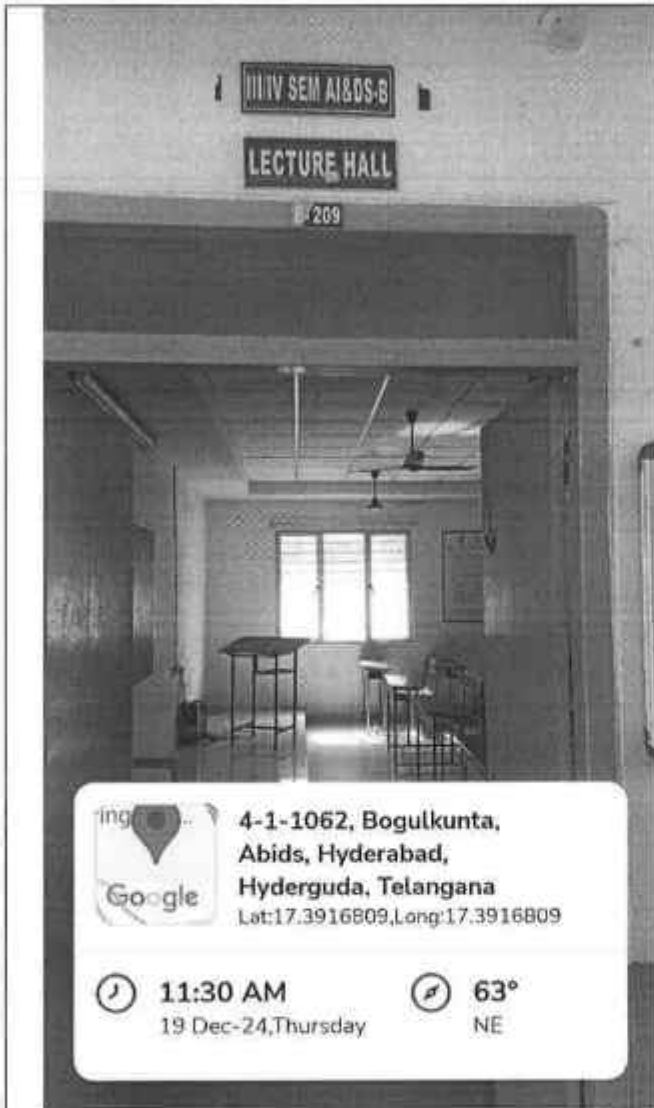 III/IV SEM AI&DS-B
LECTURE HALL
B-209
ing
Google
4-1-1062, Bogulkunta,
Abids, Hyderabad,
Hyderguda, Telangana
Lat:17.3916809,Long:17.3916809
11:30 AM
19 Dec-24,Thursday
63°
NE